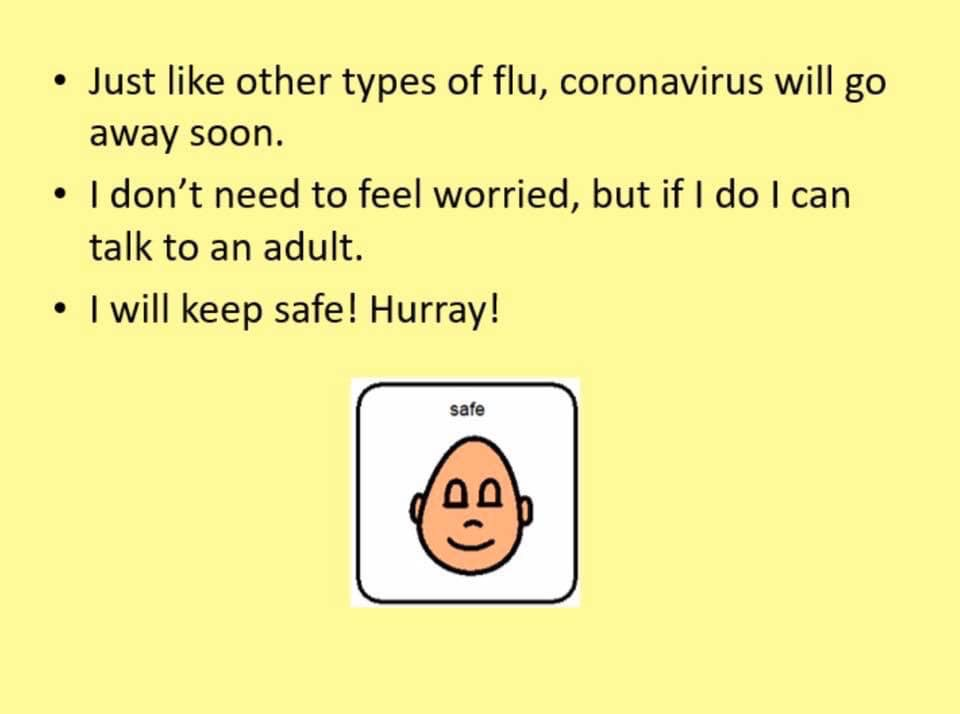 • Just like other types of flu, coronavirus will go
away soon.
• I don’t need to feel worried, but if I do I can
talk to an adult.
• I will keep safe! Hurray!
safe